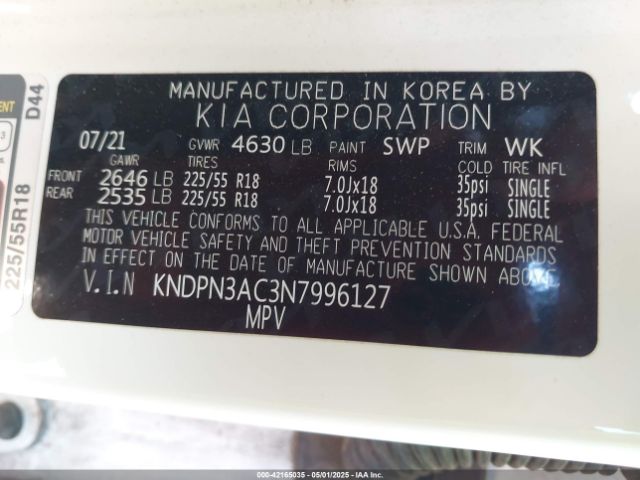 MANUFACTURED IN KOREA BY
KIA CORPORATION
07/21 GVWR 4630 LB PAINT SWP TRIM WK
GAWR TIRES RIMS COLD TIRE INFL
FRONT 2646 LB 225/55 R18 7.0Jx18 35psi SINGLE
REAR 2535 LB 225/55 R18 7.0Jx18 35psi SINGLE
THIS VEHICLE CONFORMS TO ALL APPLICABLE U.S.A. FEDERAL
MOTOR VEHICLE SAFETY AND THEFT PREVENTION STANDARDS
IN EFFECT ON THE DATE OF MANUFACTURE SHOWN ABOVE.
V.I.N KNDPN3AC3N7996127
MPV
D44
225/55R18
000-42165035 - 05/01/2025 - IAA Inc.